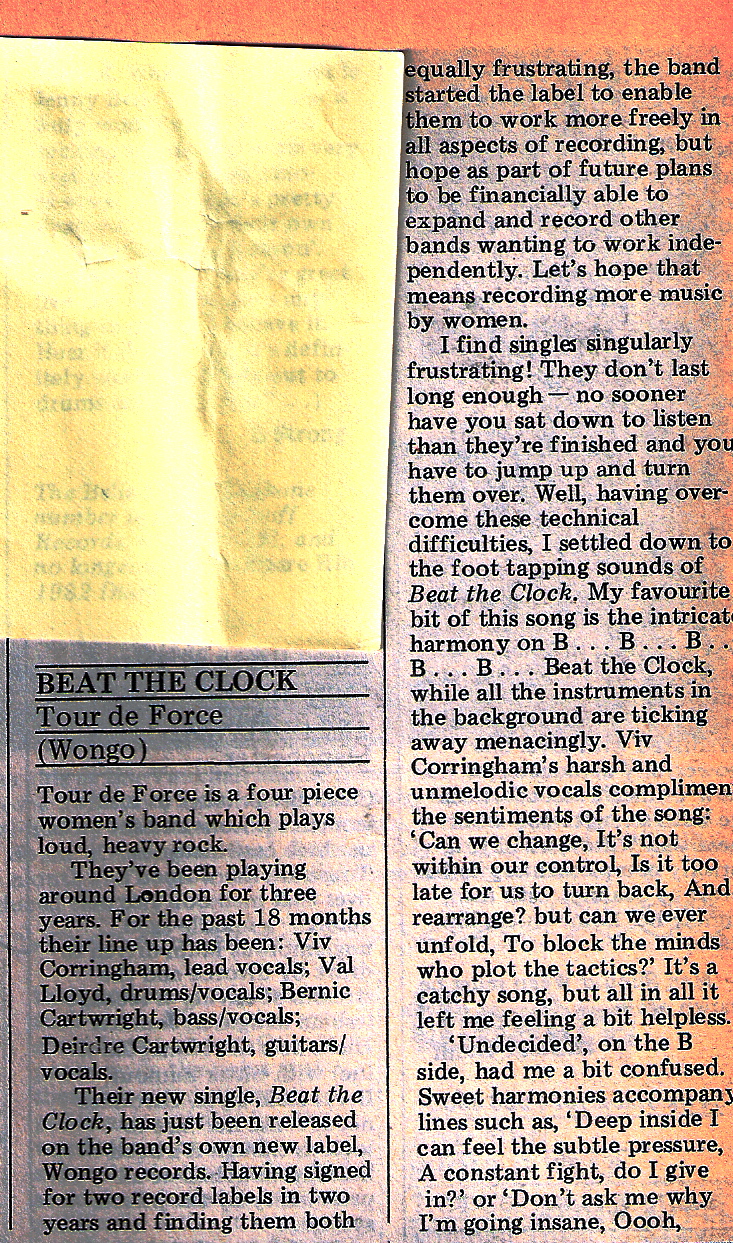 BEAT THE CLOCK
Tour de Force
(Wongo)
Tour de Force is a four piece
women's band which plays
loud, heavy rock.
They've been playing
around London for three
years. For the past 18 months
their line up has been: Viv
Corringham, lead vocals; Val
Lloyd, drums/vocals; Bernic
Cartwright, bass/vocals;
Deirdre Cartwright, guitars/
vocals.
Their new single, Beat the
Clock, has just been released
on the band's own new label,
Wongo records. Having signed
for two record labels in two
years and finding them both
equally frustrating, the band
started the label to enable
them to work more freely in
all aspects of recording, but
hope as part of future plans
to be financially able to
expand and record other
bands wanting to work inde-
pendently. Let's hope that
means recording more music
by women.
I find singles singularly
frustrating! They don't last
long enough — no sooner
have you sat down to listen
than they're finished and you
have to jump up and turn
them over. Well, having over-
come these technical
difficulties, I settled down to
the foot tapping sounds of
Beat the Clock. My favourite
bit of this song is the intricat
harmony on B . . . B . . . B . .
B . . . B . . . Beat the Clock,
while all the instruments in
the background are ticking
away menacingly. Viv
Corringham's harsh and
unmelodic vocals complimen
the sentiments of the song:
'Can we change, It's not
within our control, Is it too
late for us to turn back, And
rearrange? but can we ever
unfold, To block the minds
who plot the tactics?' It's a
catchy song, but all in all it
left me feeling a bit helpless.
'Undecided', on the B
side, had me a bit confused.
Sweet harmonies accompany
lines such as, 'Deep inside I
can feel the subtle pressure,
A constant fight, do I give
in?' or 'Don't ask me why
I'm going insane, Oooh,